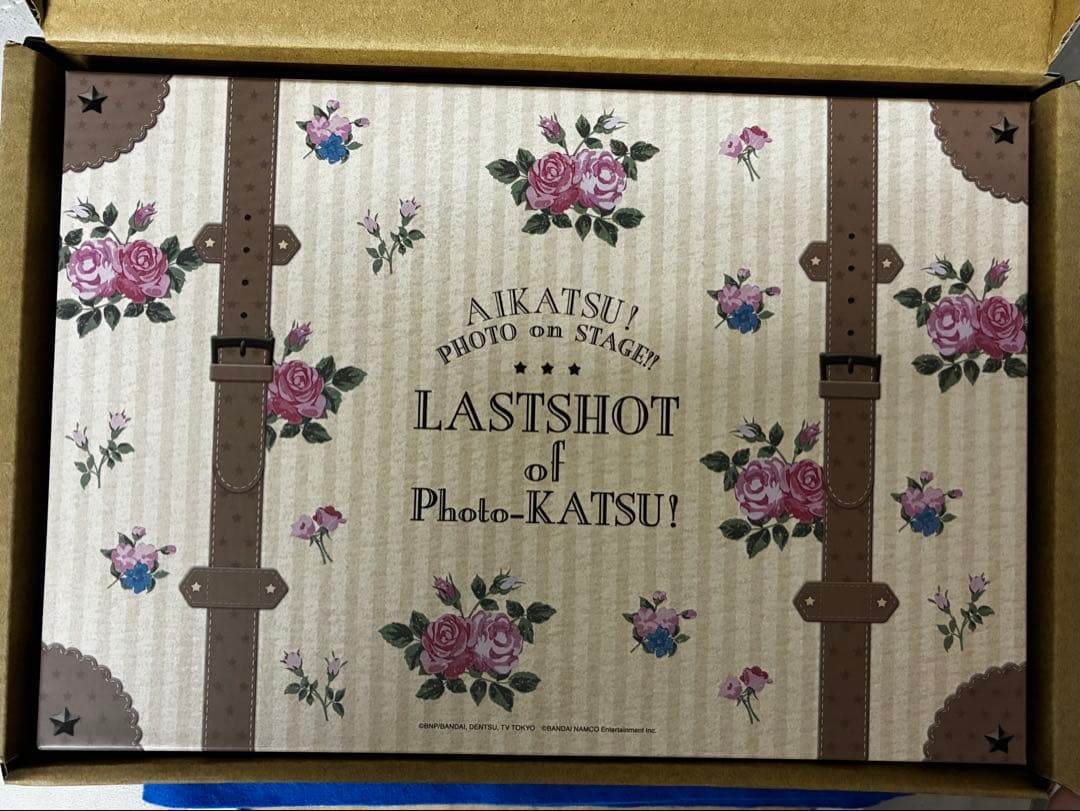 AIKATSU!
PHOTO on STAGE!!
LASTSHOT
of
Photo-KATSU!
©BNP/BANDAI, DENTSU, TV TOKYO ©BANDAI NAMCO Entertainment Inc.